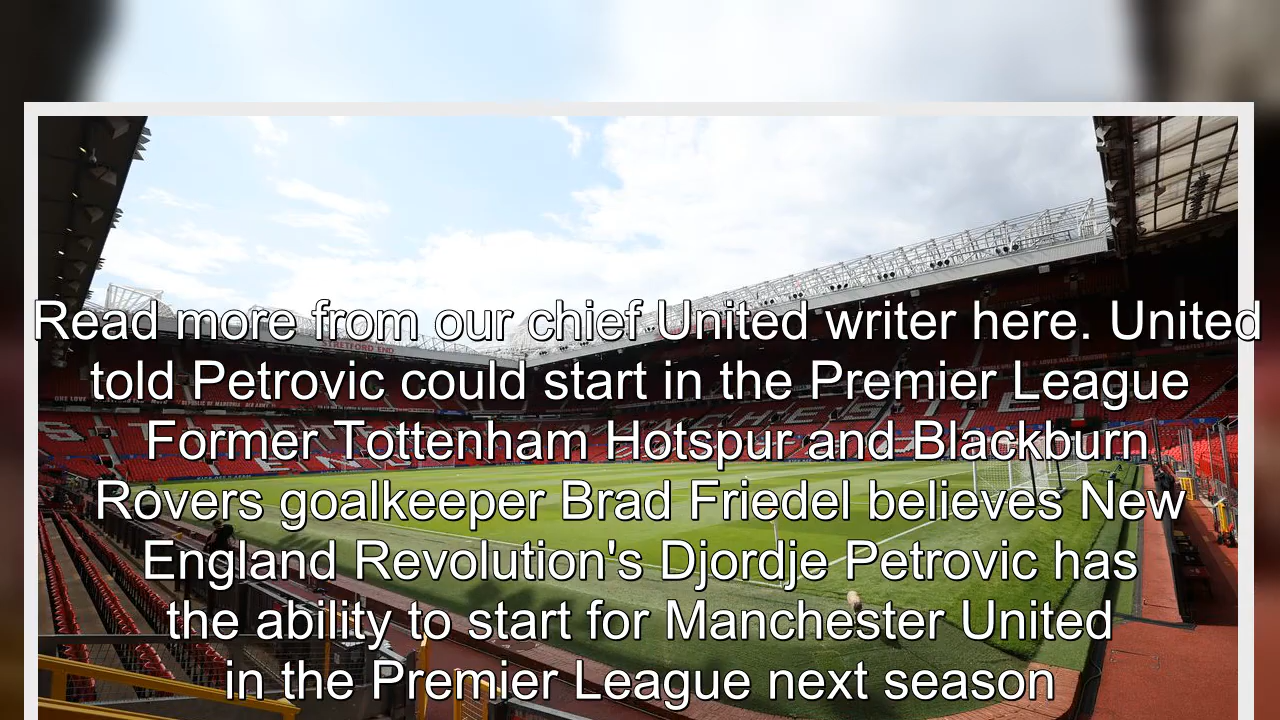 Read more from our chief United writer here. United
told Petrovic could start in the Premier League
Former Tottenham Hotspur and Blackburn
Rovers goalkeeper Brad Friedel believes New
England Revolution's Djordje Petrovic has
the ability to start for Manchester United
in the Premier League next season
STRETFORD END